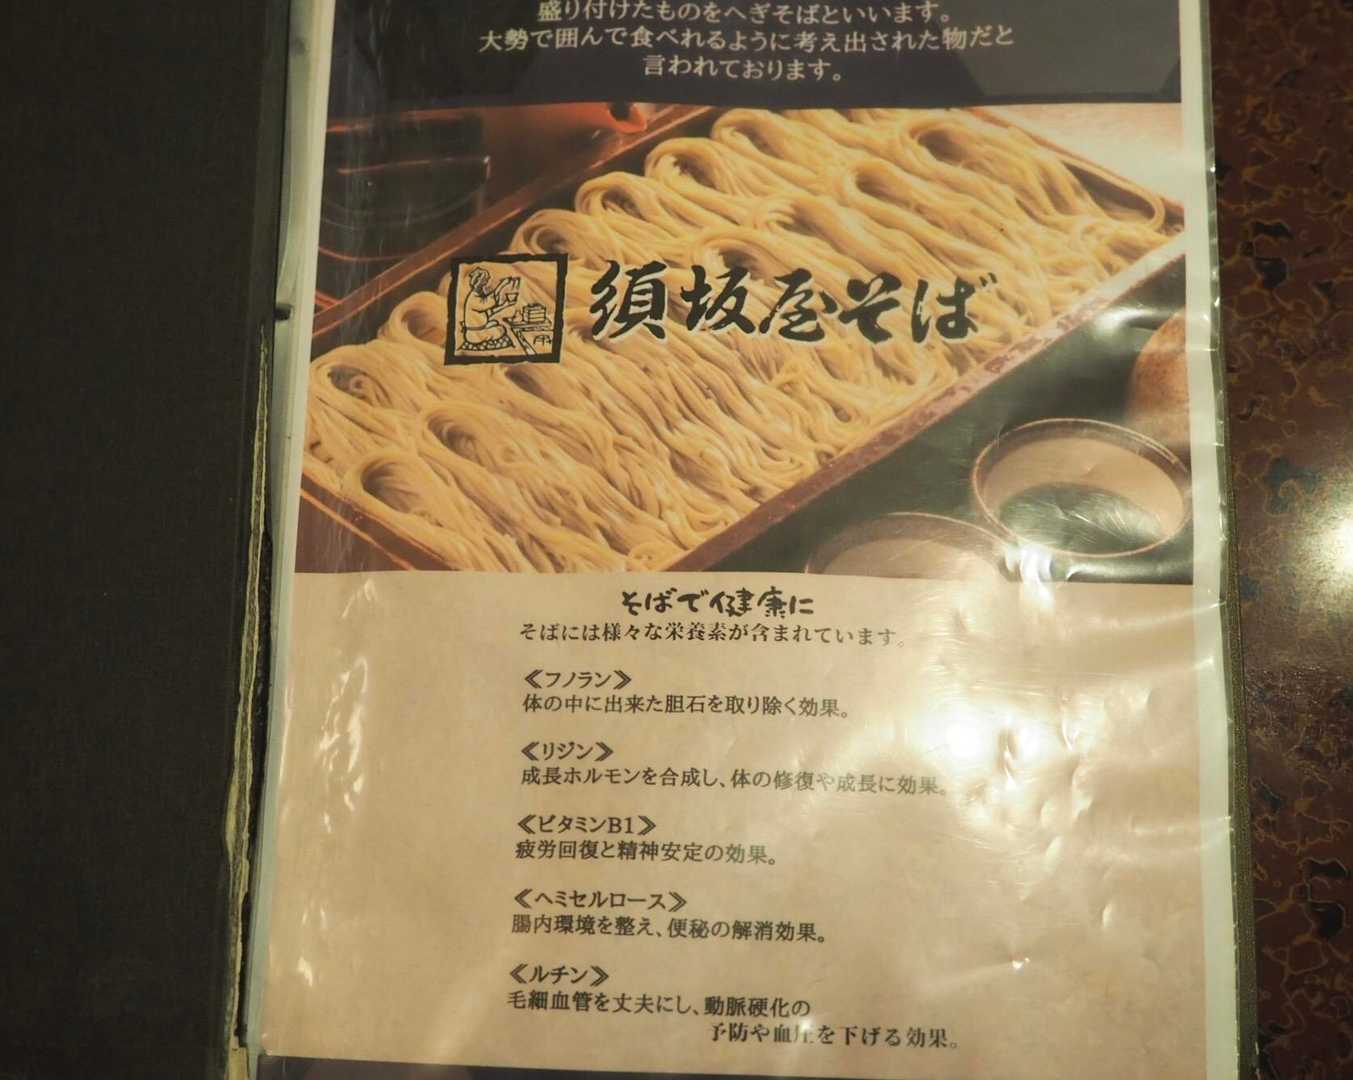 盛り付けたものをへぎそばといいます。
大勢で囲んで食べれるように考え出された物だと
言われております。
須坂屋そば
そばで健康に
そばには様々な栄養素が含まれています。
≪フノラン≫
体の中に出来た胆石を取り除く効果。
≪リジン≫
成長ホルモンを合成し、体の修復や成長に効果。
≪ビタミンB1≫
疲労回復と精神安定の効果。
≪ヘミセルロース≫
腸内環境を整え、便秘の解消効果。
≪ルチン≫
毛細血管を丈夫にし、動脈硬化の
予防や血圧を下げる効果。